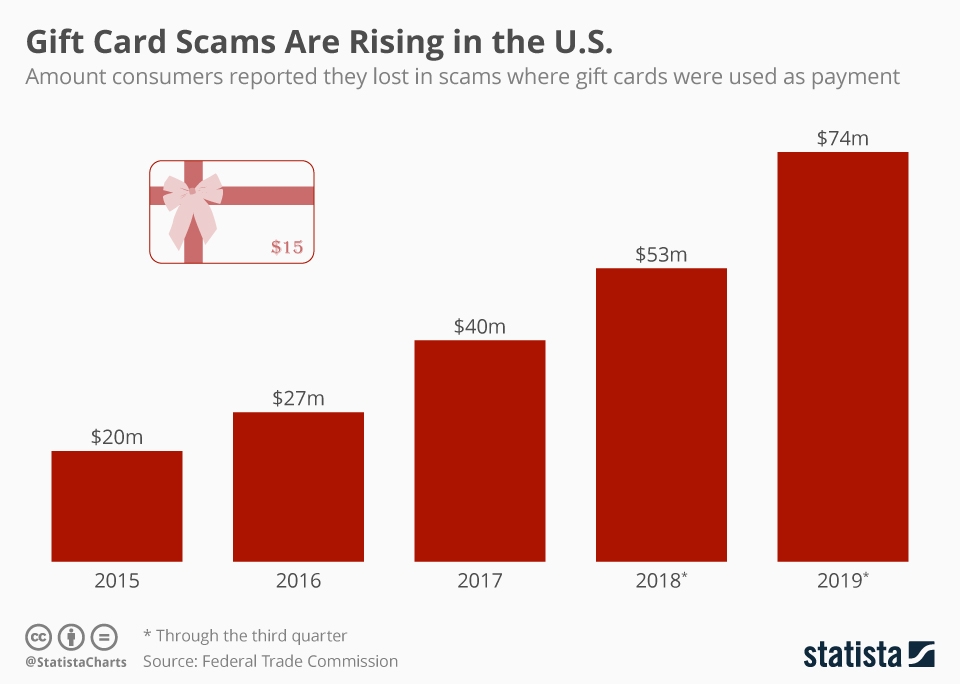 Gift Card Scams Are Rising in the U.S.
Amount consumers reported they lost in scams where gift cards were used as payment
$74m
$15
$53m
$40m
$27m
$20m
2015 2016 2017 2018* 2019*
cc
@StatistaCharts
* Through the third quarter
Source: Federal Trade Commission
statista